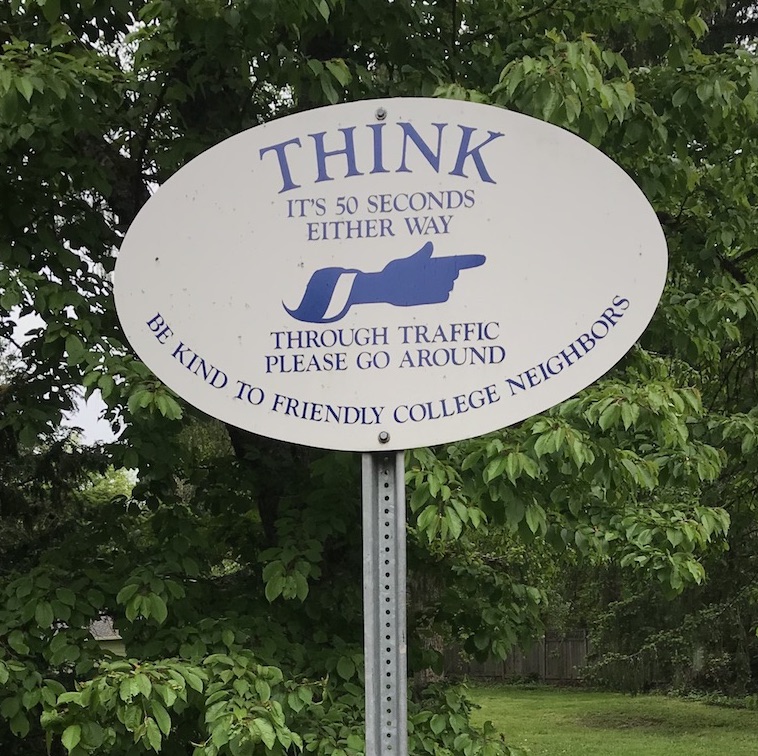 THINK
IT'S 50 SECONDS
EITHER WAY
THROUGH TRAFFIC
PLEASE GO AROUND
BE KIND TO FRIENDLY COLLEGE NEIGHBORS